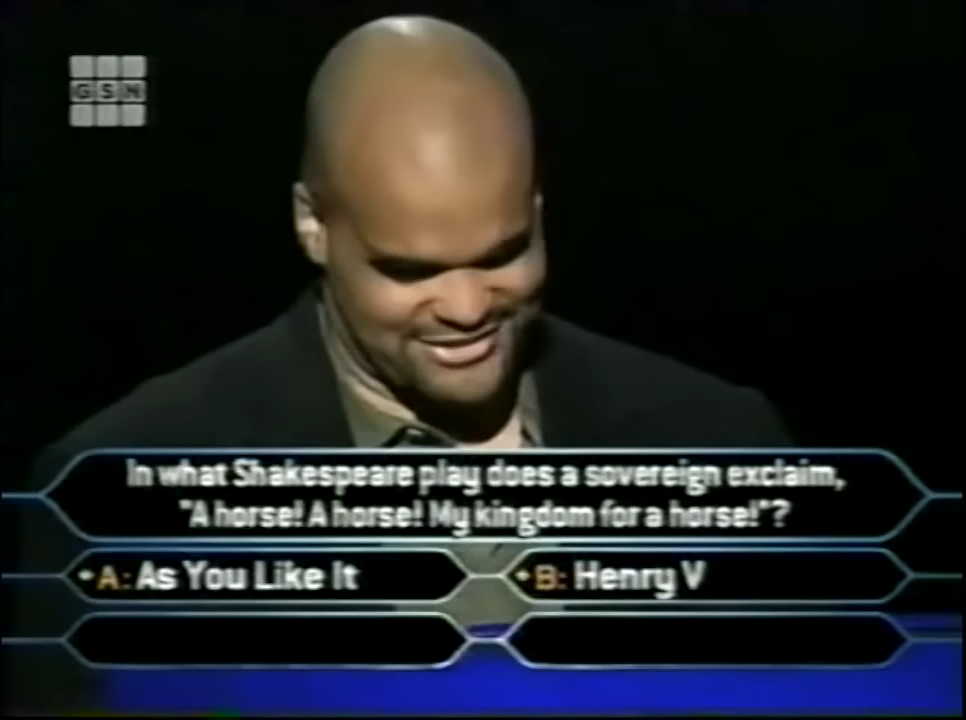 GSN
In what Shakespeare play does a sovereign exclaim,
"A horse! A horse! My kingdom for a horse!"?
A: As You Like It
B: Henry V